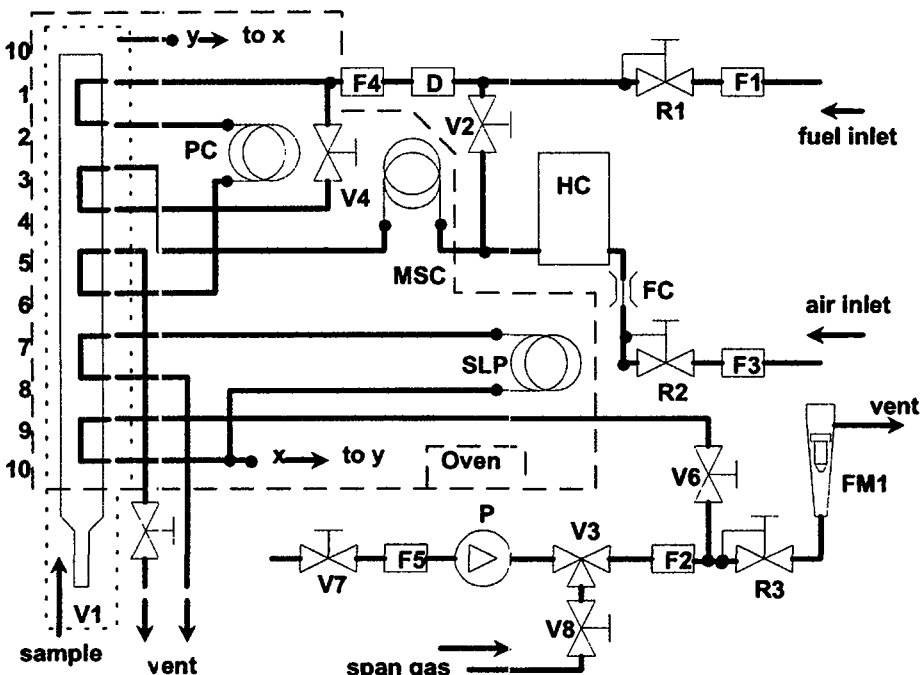 y to x
10
1
2
3
4
5
6
7
8
9
10
F4
D
F1
R1
V2
fuel inlet
PC
V4
HC
MSC
FC
air inlet
SLP
F3
R2
vent
x to y
Oven
V6
FM1
P
V3
F5
F2
V7
R3
V1
V8
sample
vent
span gas